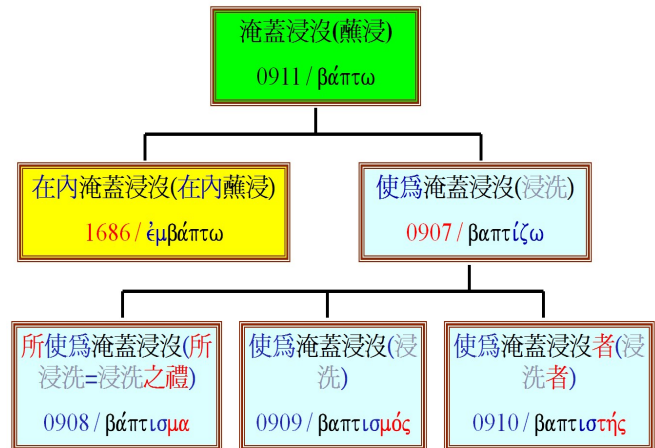 淹蓋浸沒(蘸浸)
0911 / βάπτω
在內淹蓋浸沒(在內蘸浸)
1686 / ἐμβάπτω
使爲淹蓋浸沒(浸洗)
0907 / βαπτίζω
所使爲淹蓋浸沒(所
浸洗=浸洗之禮)
0908 / βάπτισμα
使爲淹蓋浸沒(浸
洗)
0909 / βαπτισμός
使爲淹蓋浸沒者(浸
洗者)
0910 / βαπτιστής